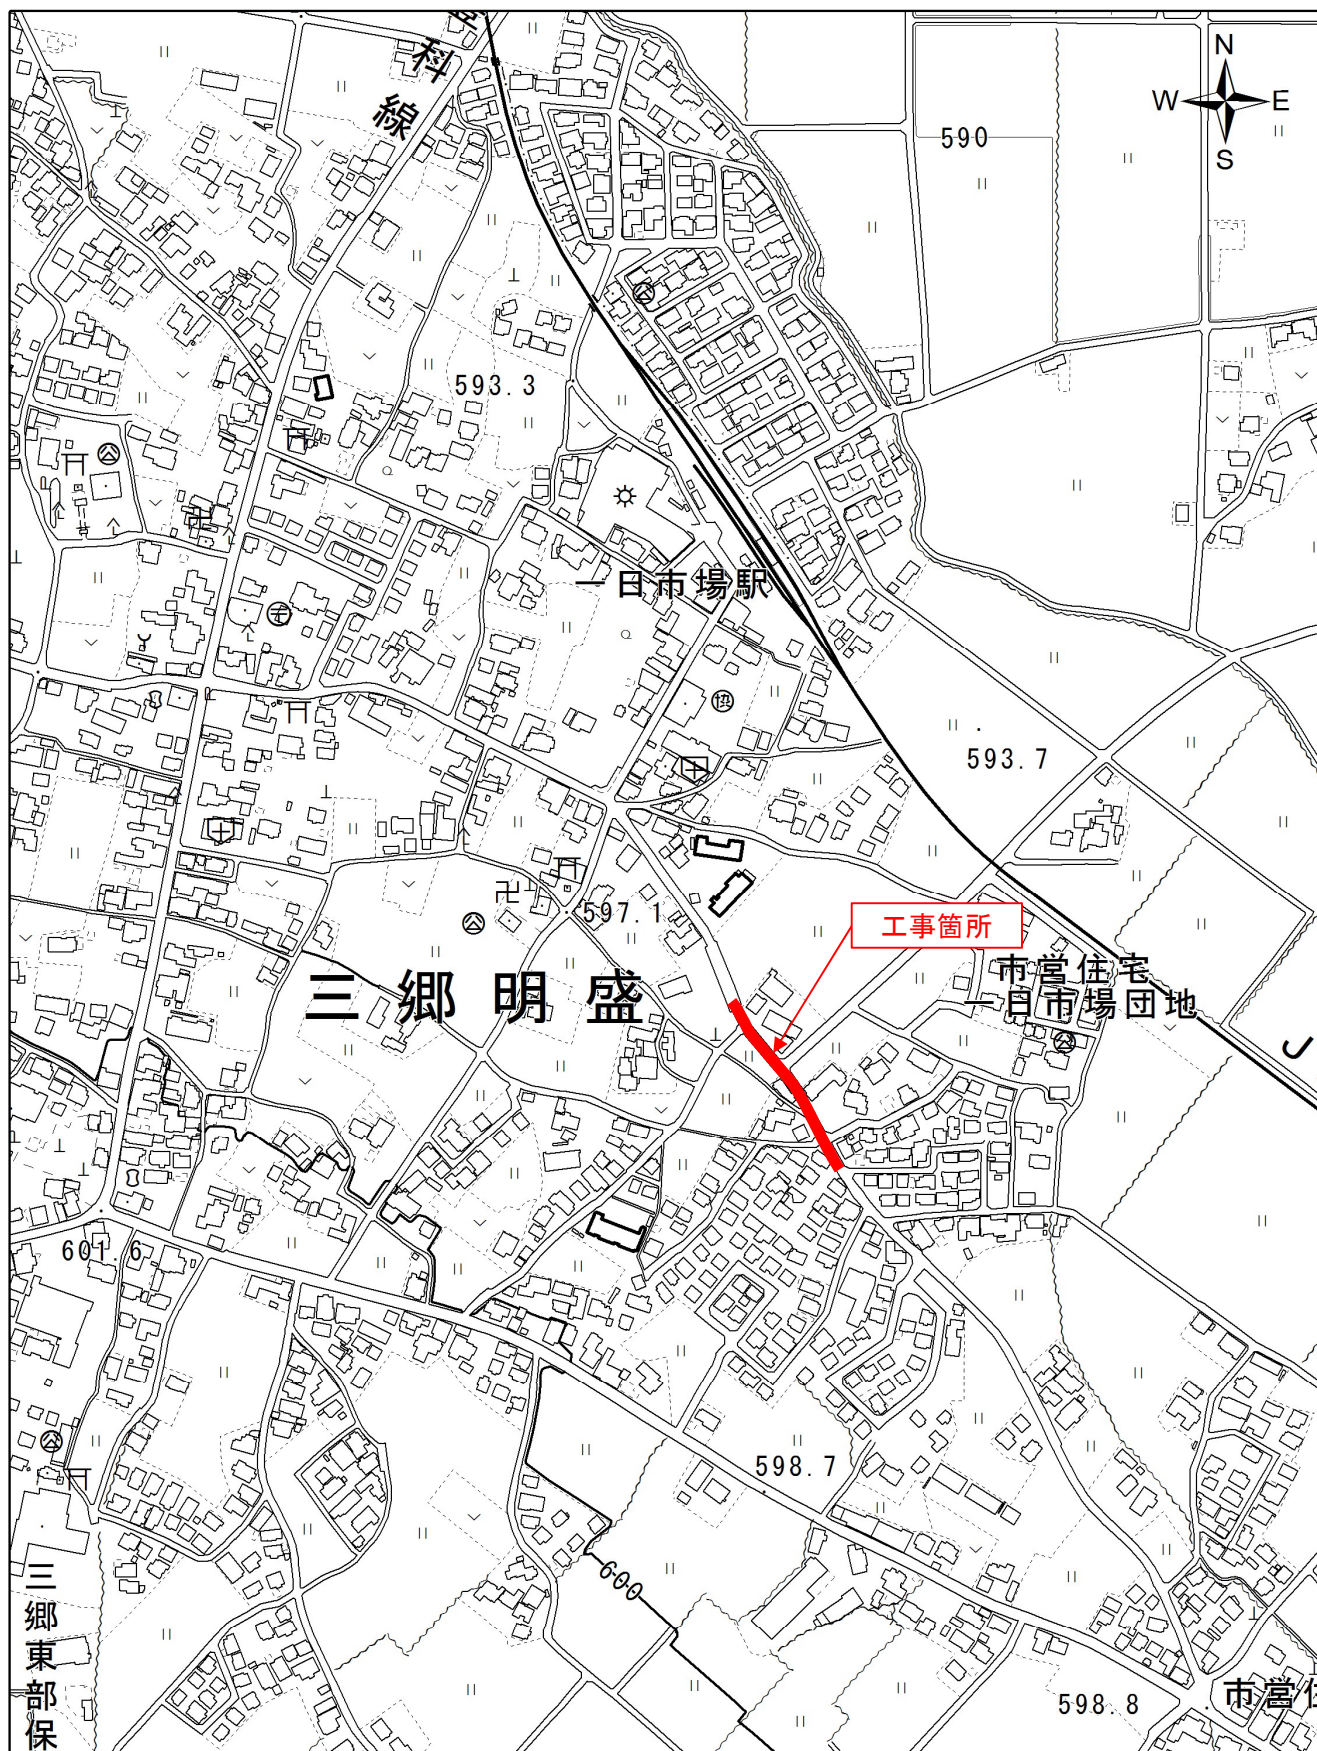 科
線
N
W E
S
590
593.3
一日市場駅
協
593.7
597.1
工事箇所
市営住宅
一日市場団地
三郷明盛
J
601.6
598.7
600
三郷東部保
598.8
市営住